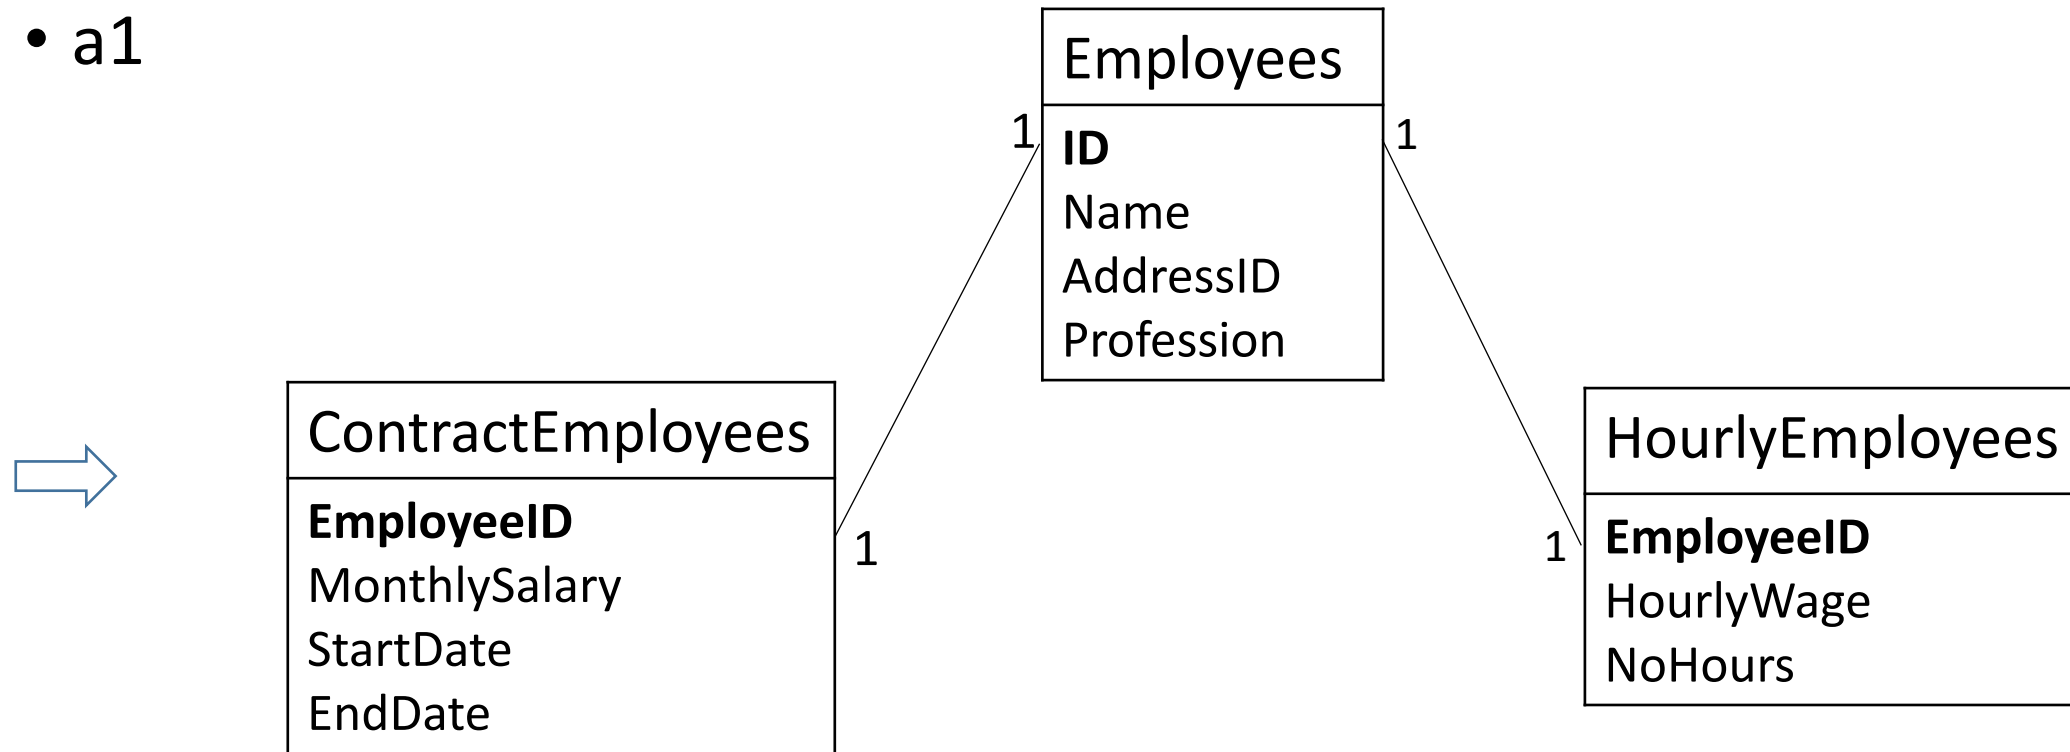 • a1
Employees
1
1
ID
Name
AddressID
Profession
ContractEmployees
EmployeeID
MonthlySalary
StartDate
EndDate
1
HourlyEmployees
1
EmployeeID
HourlyWage
NoHours